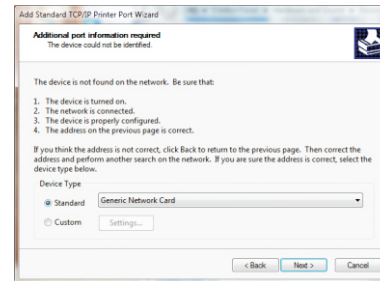 Add Standard TCP/IP Printer Port Wizard
Additional port information required
The device could not be identified.
The device is not found on the network. Be sure that:
1. The device is turned on.
2. The network is connected.
3. The device is properly configured.
4. The address on the previous page is correct.
If you think the address is not correct, click Back to return to the previous page. Then correct the
address and perform another search on the network. If you are sure the address is correct, select the
device type below.
Device Type
Standard
Generic Network Card
Custom
Settings...
< Back
Next >
Cancel